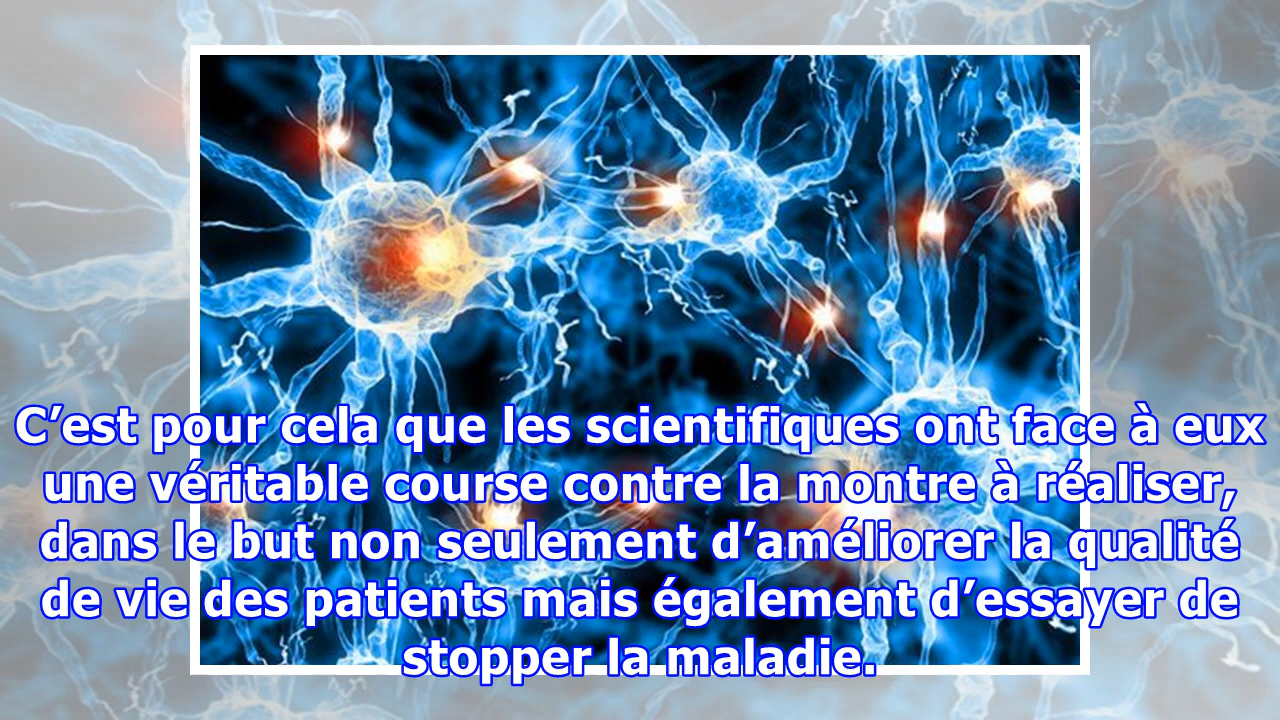 C’est pour cela que les scientifiques ont face à eux
une véritable course contre la montre à réaliser,
dans le but non seulement d’améliorer la qualité
de vie des patients mais également d’essayer de
stopper la maladie.